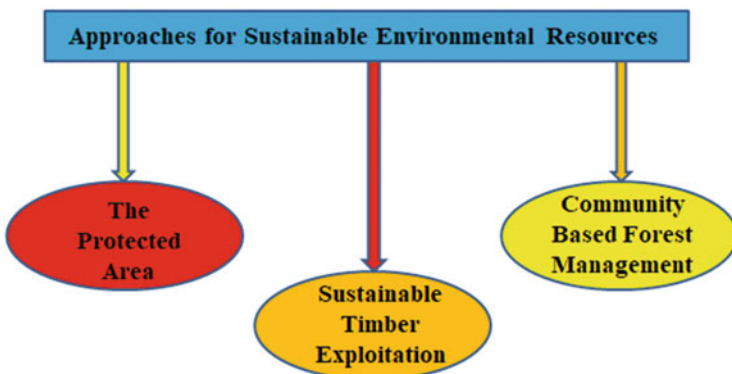 Approaches for Sustainable Environmental Resources
The
Protected
Area
Sustainable
Timber
Exploitation
Community
Based Forest
Management